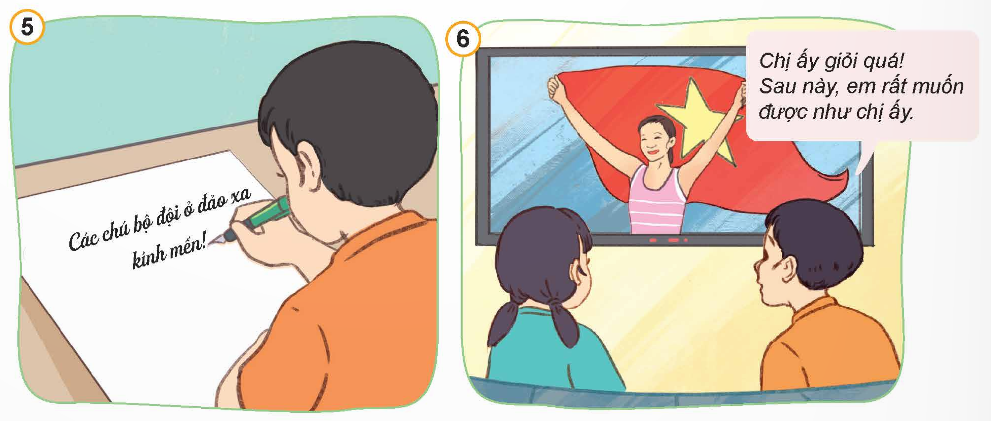 5
Các chú bộ đội ở đảo xa
kính mến!
6
Chị ấy giỏi quá!
Sau này, em rất muốn
được như chị ấy.